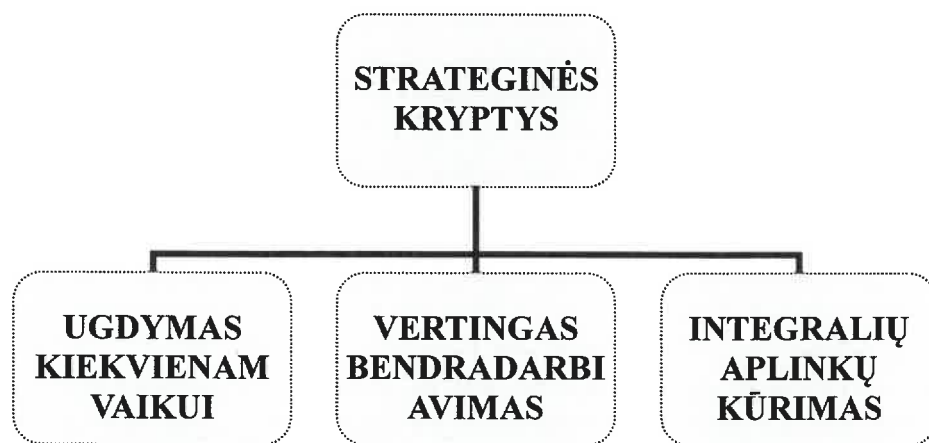 STRATEGINĖS
KRYPTYS
UGDYMAS
KIEKVIENAM
VAIKUI
VERTINGAS
BENDRADARBI
AVIMAS
INTEGRALIŲ
APLINKŲ
KŪRIMAS